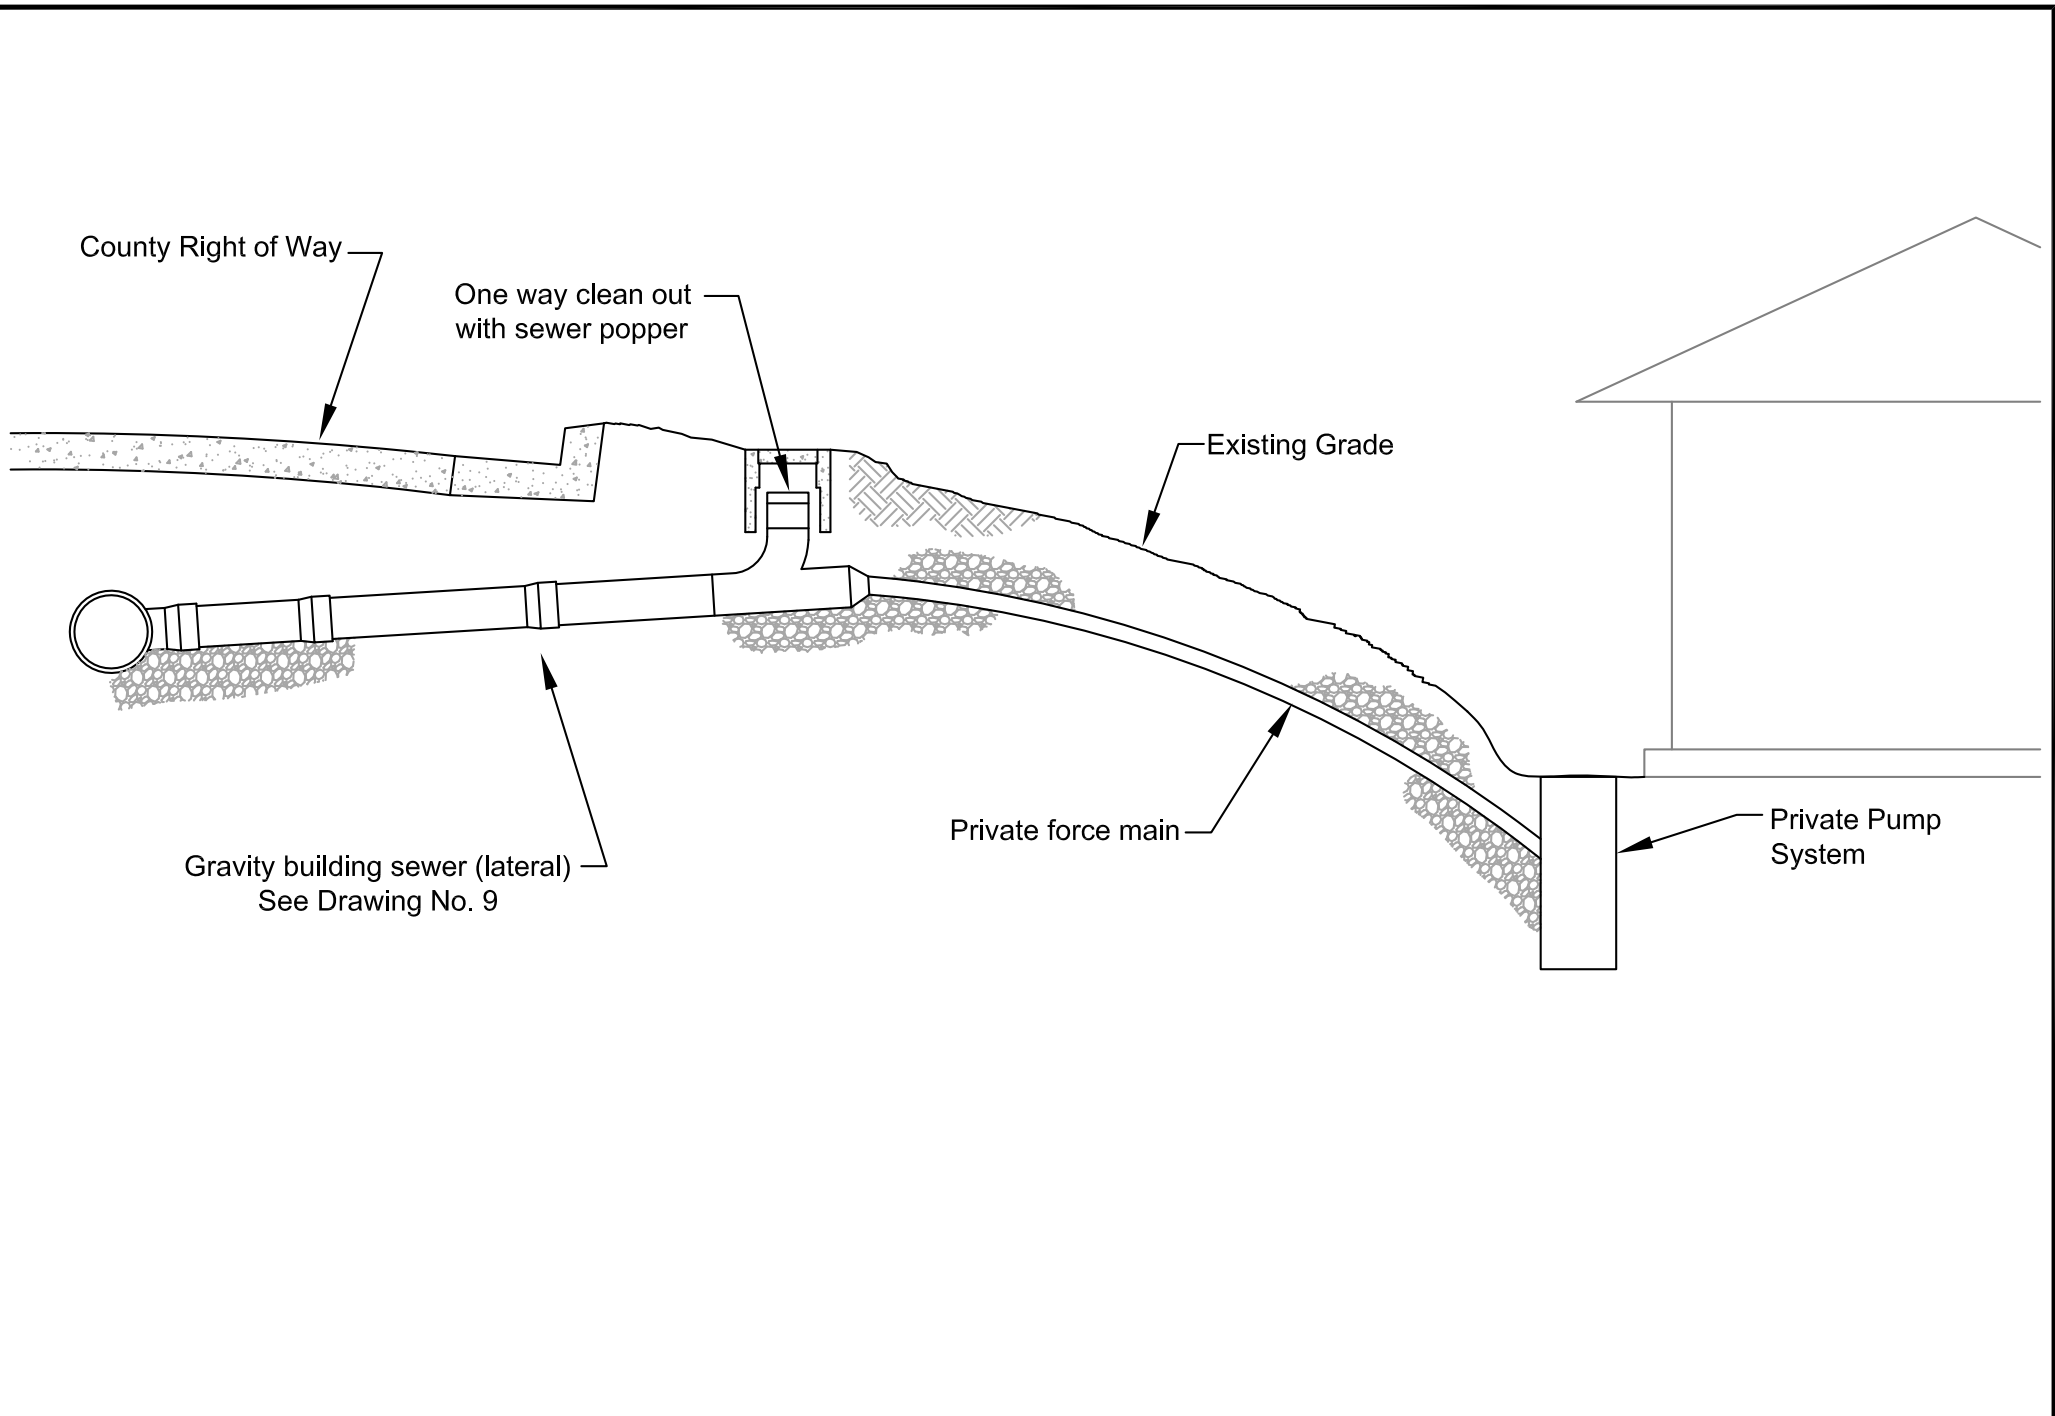 County Right of Way
One way clean out
with sewer popper
Existing Grade
Private force main
Private Pump
System
Gravity building sewer (lateral)
See Drawing No. 9